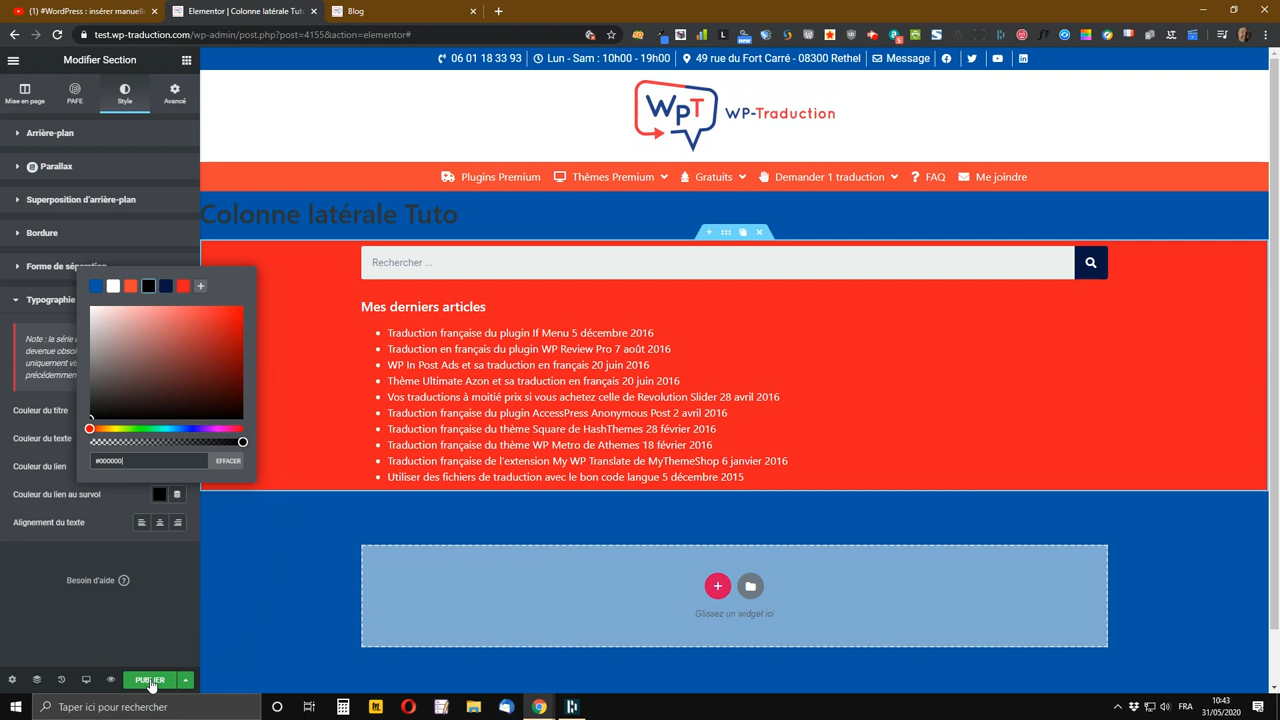 (1) #WordPress : installer manuelle
Elementor | Colonne latérale Tuto
test.wp-traduction.com/wp-admin/post.php?post=4155&action=elementor#
new
Modifier Section
06 01 18 33 93
Lun - Sam : 10h00 - 19h00
49 rue du Fort Carré - 08300 Rethel
Message
Mise en page
PAFE
Style
Avancé
WPT
WP-Traduction
Arrière-plan
Parallax
Superposition d'arrière-plan
Bordure
Forme de séparation
Typographie
Plugins Premium
Thèmes Premium
Gratuits
Demander 1 traduction
FAQ
Me joindre
Colonne latérale Tuto
Rechercher ...
Mes derniers articles
Traduction française du plugin If Menu 5 décembre 2016
Traduction en français du plugin WP Review Pro 7 août 2016
WP In Post Ads et sa traduction en français 20 juin 2016
Thème Ultimate Azon et sa traduction en français 20 juin 2016
Vos traductions à moitié prix si vous achetez celle de Revolution Slider 28 avril 2016
Traduction française du plugin AccessPress Anonymous Post 2 avril 2016
Traduction française du thème Square de HashThemes 28 février 2016
Traduction française du thème WP Metro de Athemes 18 février 2016
Traduction française de l'extension My WP Translate de MyThemeShop 6 janvier 2016
Utiliser des fichiers de traduction avec le bon code langue 5 décembre 2015
Note : la série d
devenue obs
uniquement vis
précédemmen
Couleur du titre
Couleur du texte
Couleur du lien
#000000
EFFACER
Couleur du lien au survol
Alignement du texte
Besoin d'aide
Glissez un widget ici
PUBLIER
Taper ici pour rechercher
FRA
10:43
31/05/2020